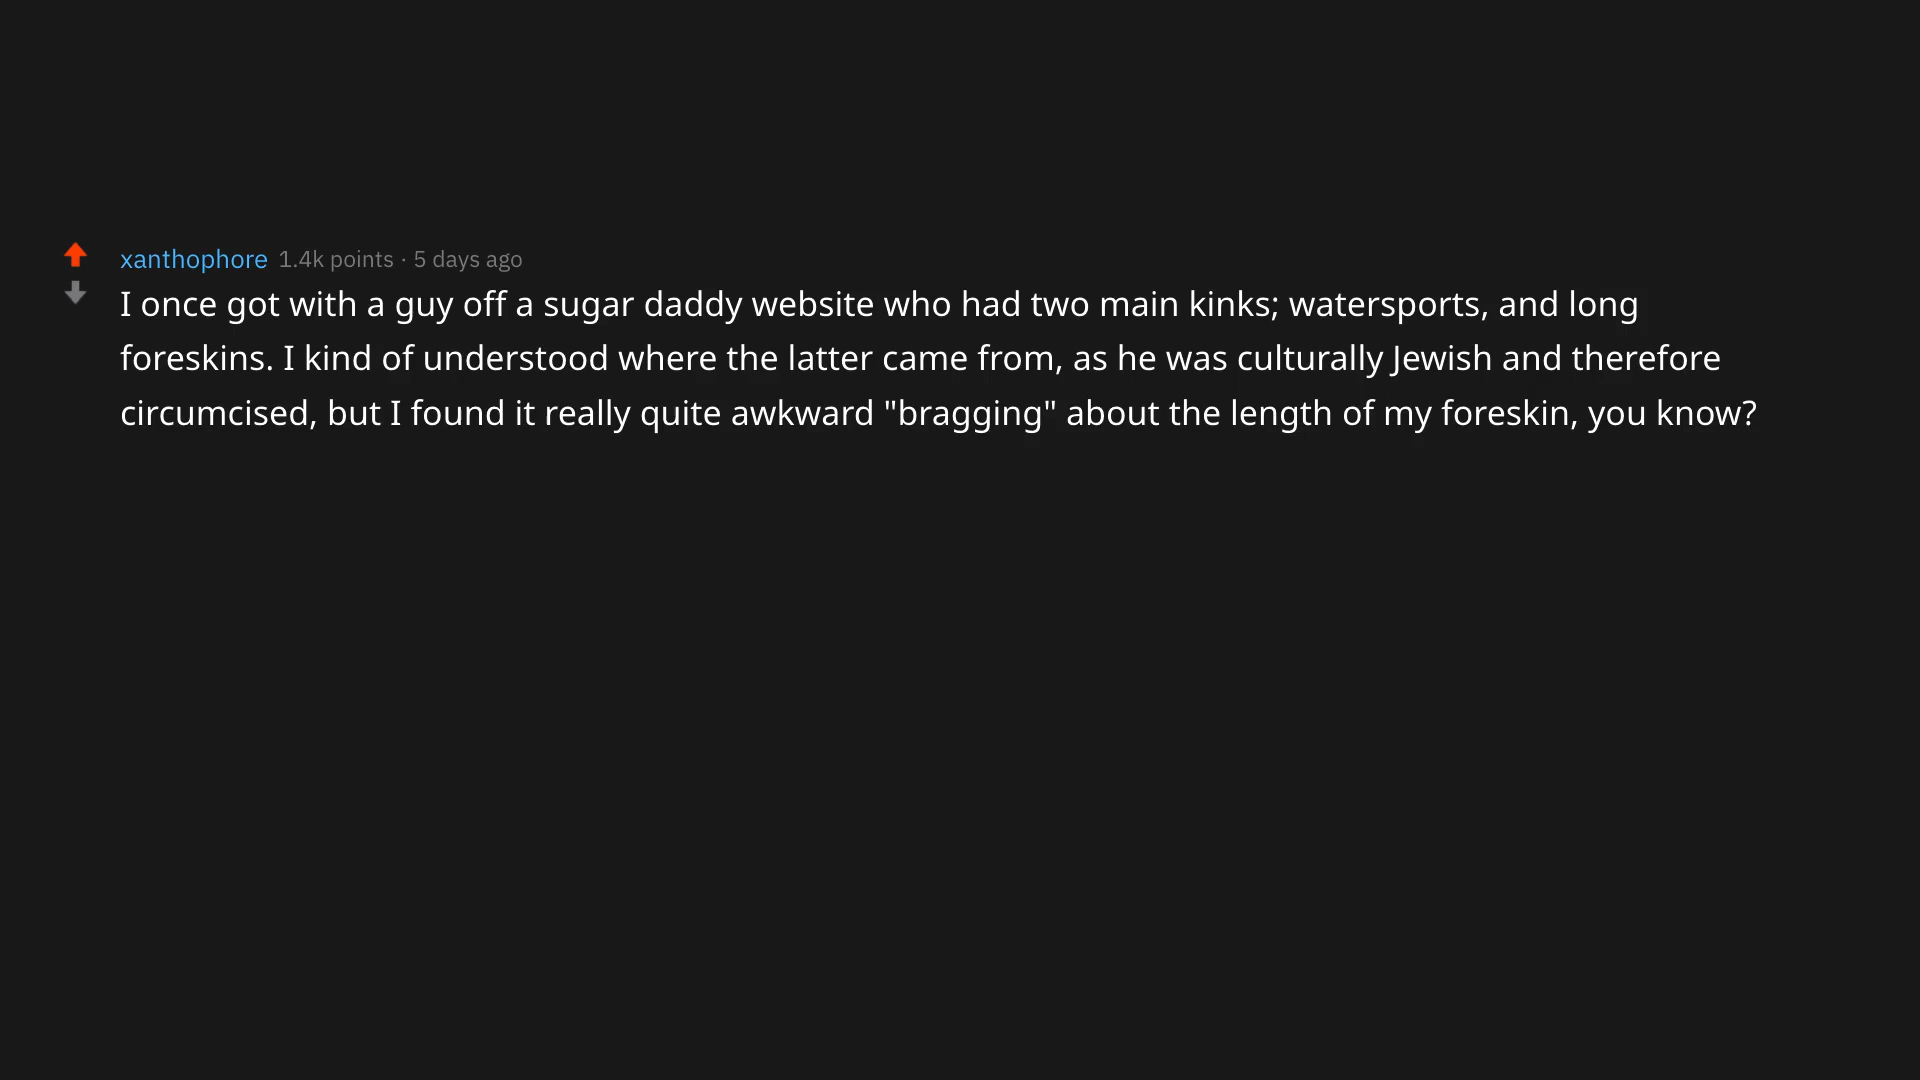 xanthophore 1.4k points · 5 days ago
I once got with a guy off a sugar daddy website who had two main kinks; watersports, and long
foreskins. I kind of understood where the latter came from, as he was culturally Jewish and therefore
circumcised, but I found it really quite awkward "bragging" about the length of my foreskin, you know?